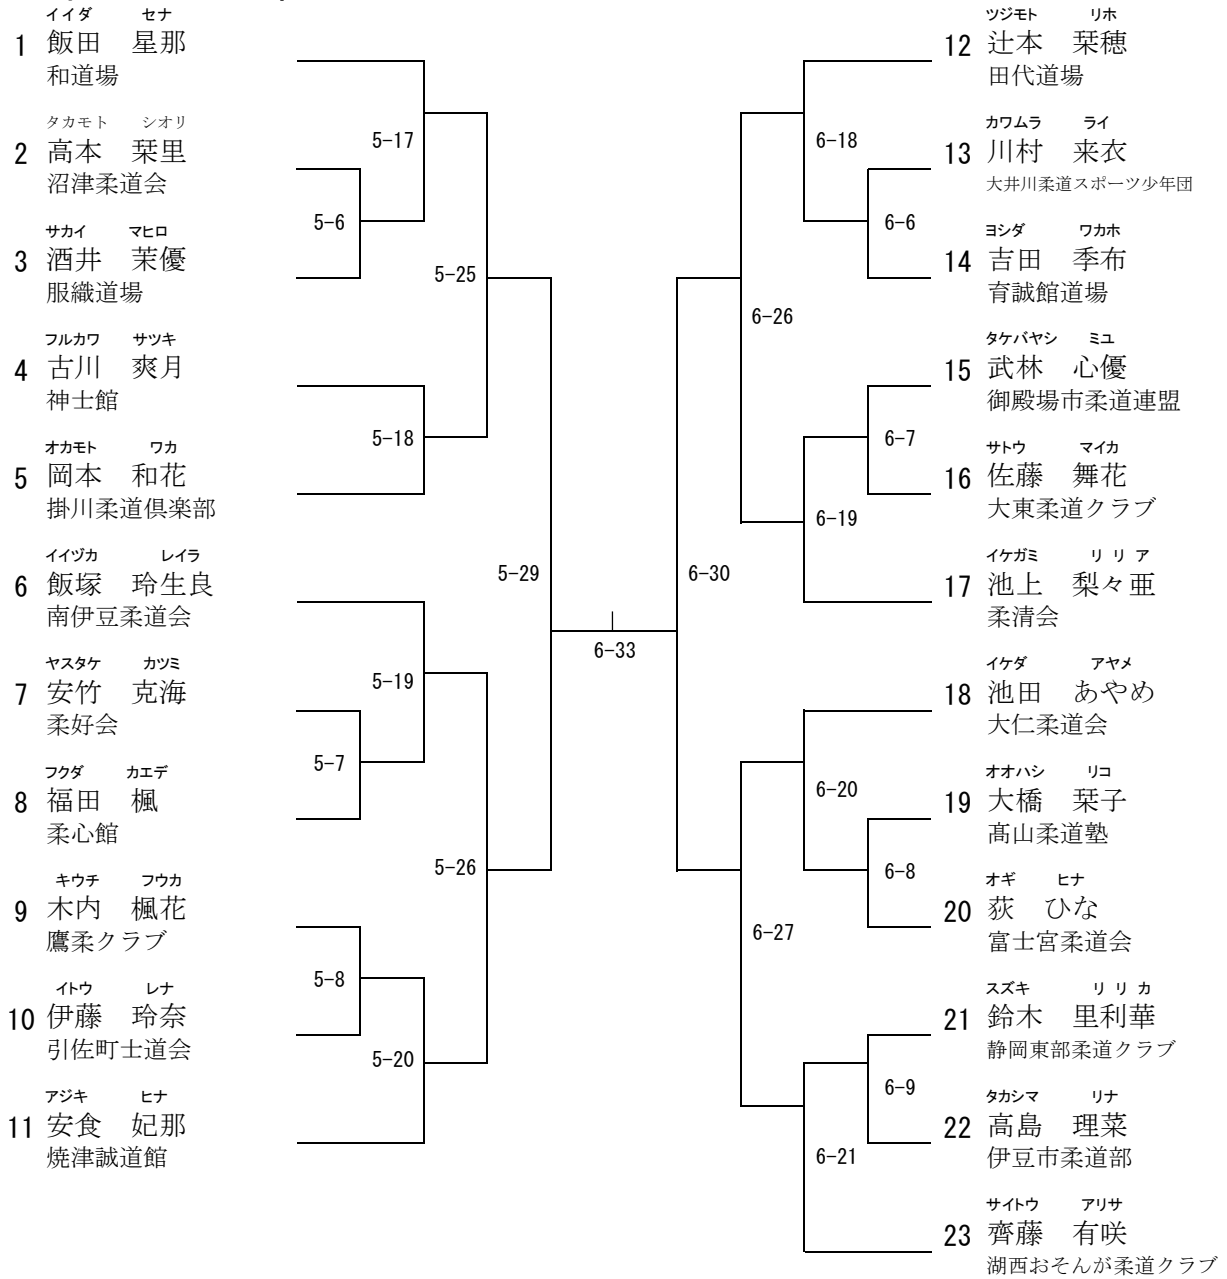 イイダ　セナ
1 飯田　星那
和道場
タカモト　シオリ
2 高本　栞里
沼津柔道会
サカイ　マヒロ
3 酒井　茉優
服織道場
フルカワ　サツキ
4 古川　爽月
神士館
オカモト　ワカ
5 岡本　和花
掛川柔道倶楽部
イイヅカ　レイラ
6 飯塚　玲生良
南伊豆柔道会
ヤスタケ　カツミ
7 安竹　克海
柔好会
フクダ　カエデ
8 福田　楓
柔心館
キウチ　フウカ
9 木内　楓花
鷹柔クラブ
イトウ　レナ
10 伊藤　玲奈
引佐町士道会
アジキ　ヒナ
11 安食　妃那
焼津誠道館
5-17
5-6
5-25
5-18
5-29
5-19
5-7
5-26
5-8
5-20
6-33
6-18
6-6
6-26
6-7
6-19
6-30
6-20
6-8
6-27
6-9
6-21
ツジモト　リホ
12 辻本　栞穂
田代道場
カワムラ　ライ
13 川村　来衣
大井川柔道スポーツ少年団
ヨシダ　ワカホ
14 吉田　季布
育誠館道場
タケバヤシ　ミユ
15 武林　心優
御殿場市柔道連盟
サトウ　マイカ
16 佐藤　舞花
大東柔道クラブ
イケガミ　リリア
17 池上　梨々亜
柔清会
イケダ　アヤメ
18 池田　あやめ
大仁柔道会
オオハシ　リコ
19 大橋　栞子
髙山柔道塾
オギ　ヒナ
20 荻　ひな
富士宮柔道会
スズキ　リリカ
21 鈴木　里利華
静岡東部柔道クラブ
タカシマ　リナ
22 高島　理菜
伊豆市柔道部
サイトウ　アリサ
23 齊藤　有咲
湖西おそんが柔道クラブ